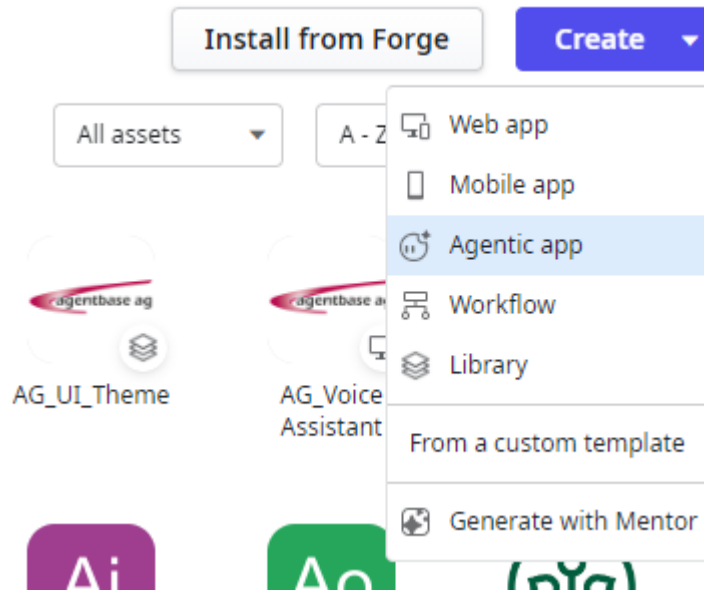 Install from Forge
Create
All assets
A - Z
Web app
Mobile app
Agentic app
Workflow
Library
From a custom template
Generate with Mentor
agentbase ag
agentbase a
AG_UI_Theme
AG_Voice
Assistant
Ai
Ao